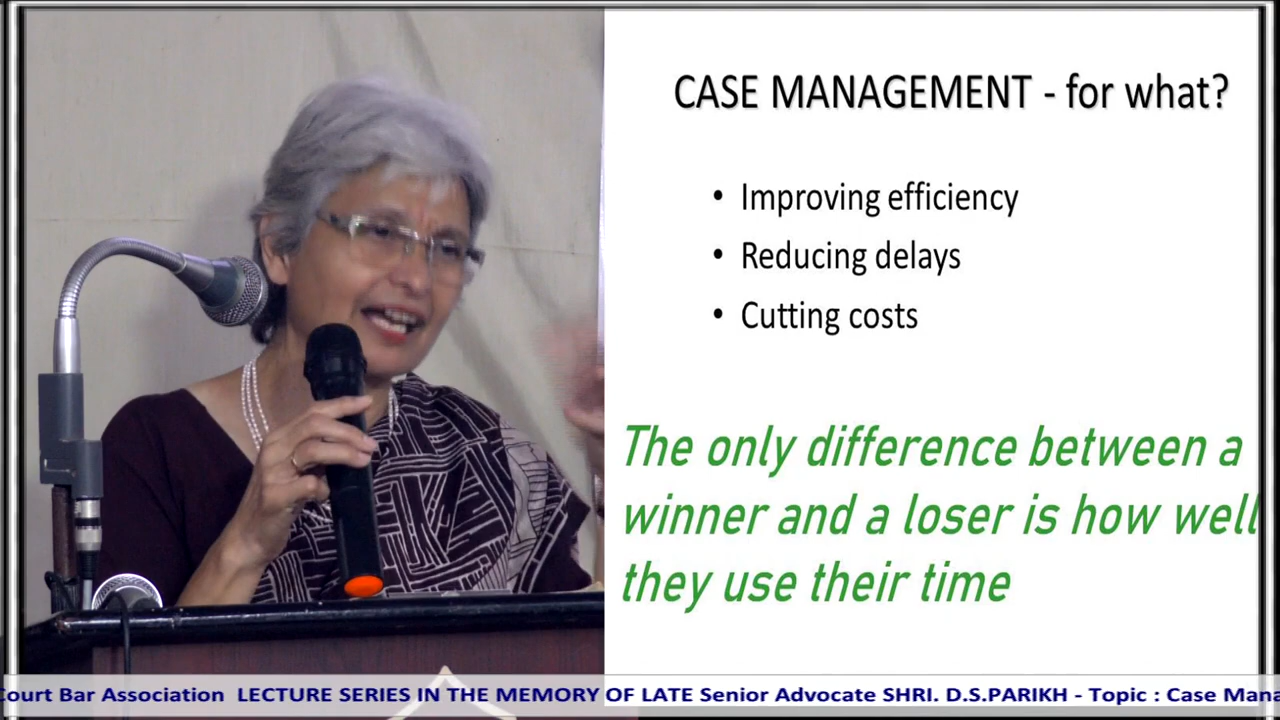 CASE MANAGEMENT - for what?
• Improving efficiency
• Reducing delays
• Cutting costs
The only difference between a
winner and a loser is how well
they use their time
Court Bar Association LECTURE SERIES IN THE MEMORY OF LATE Senior Advocate SHRI. D.S.PARIKH - Topic : Case Mana